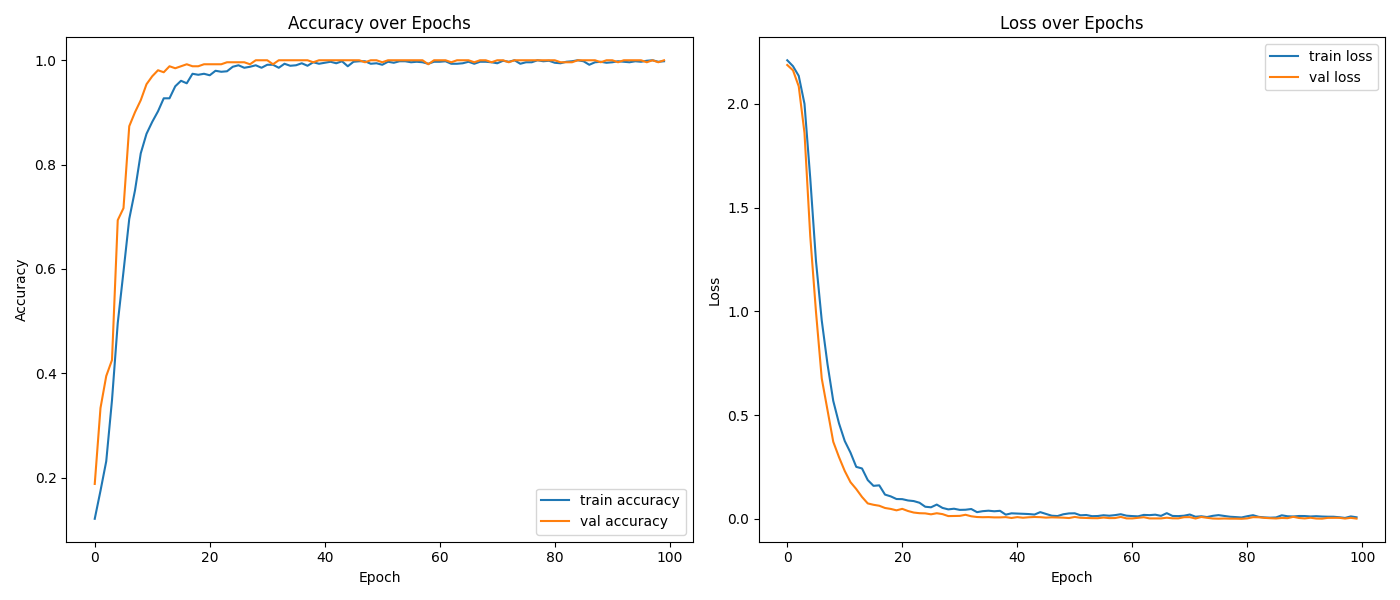 Accuracy over Epochs
1.0
0.8
0.6
0.4
0.2
Accuracy
train accuracy
val accuracy
0
20
40
60
80
100
Epoch
Loss over Epochs
train loss
val loss
2.0
1.5
1.0
0.5
0.0
Loss
0
20
40
60
80
100
Epoch